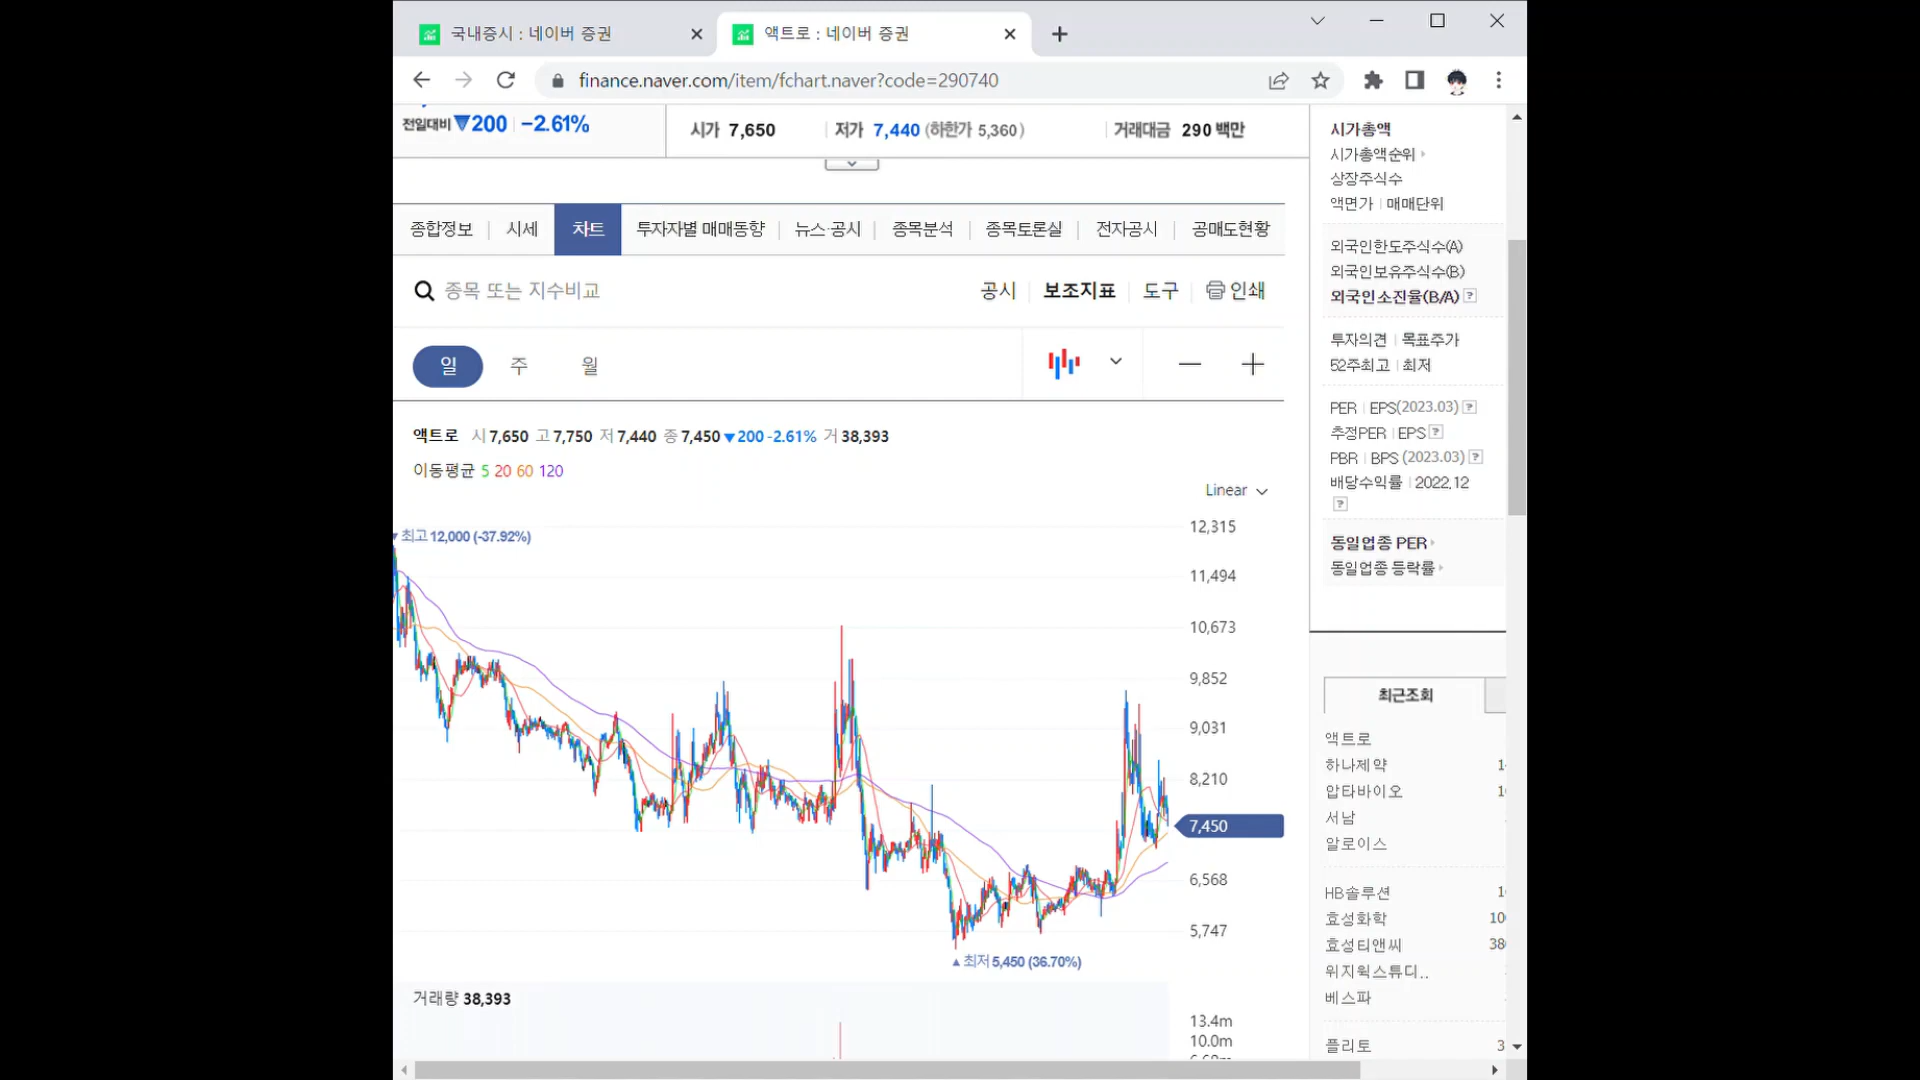 국내증시 : 네이버 증권
액트로 : 네이버 증권
finance.naver.com/item/fchart.naver?code=290740
전일대비 ▼200 -2.61%
시가 7,650 저가 7,440 (하한가 5,360) 거래대금 290 백만
종합정보 시세 차트 투자자별 매매동향 뉴스·공시 종목분석 종목토론실 전자공시 공매도현황
종목 또는 지수비교
공시 보조지표 도구 인쇄
일 주 월
액트로 시 7,650 고 7,750 저 7,440 종 7,450 ▼200 -2.61% 거 38,393
이동평균 5 20 60 120
Linear
▼최고 12,000 (-37.92%)
12,315
11,494
10,673
9,852
9,031
8,210
7,450
6,568
5,747
▲최저 5,450 (36.70%)
거래량 38,393
13.4m
10.0m
시가총액
시가총액순위
상장주식수
액면가 매매단위
외국인한도주식수(A)
외국인보유주식수(B)
외국인소진율(B/A) ?
투자의견 목표주가
52주최고 최저
PER EPS(2023.03) ?
추정PER EPS ?
PBR BPS (2023.03) ?
배당수익률 2022.12
?
동일업종 PER
동일업종 등락률
최근조회
액트로
하나제약
압타바이오
서남
알로이스
HB솔루션
효성화학
효성티앤씨
위지윅스튜디..
베스파
플리토